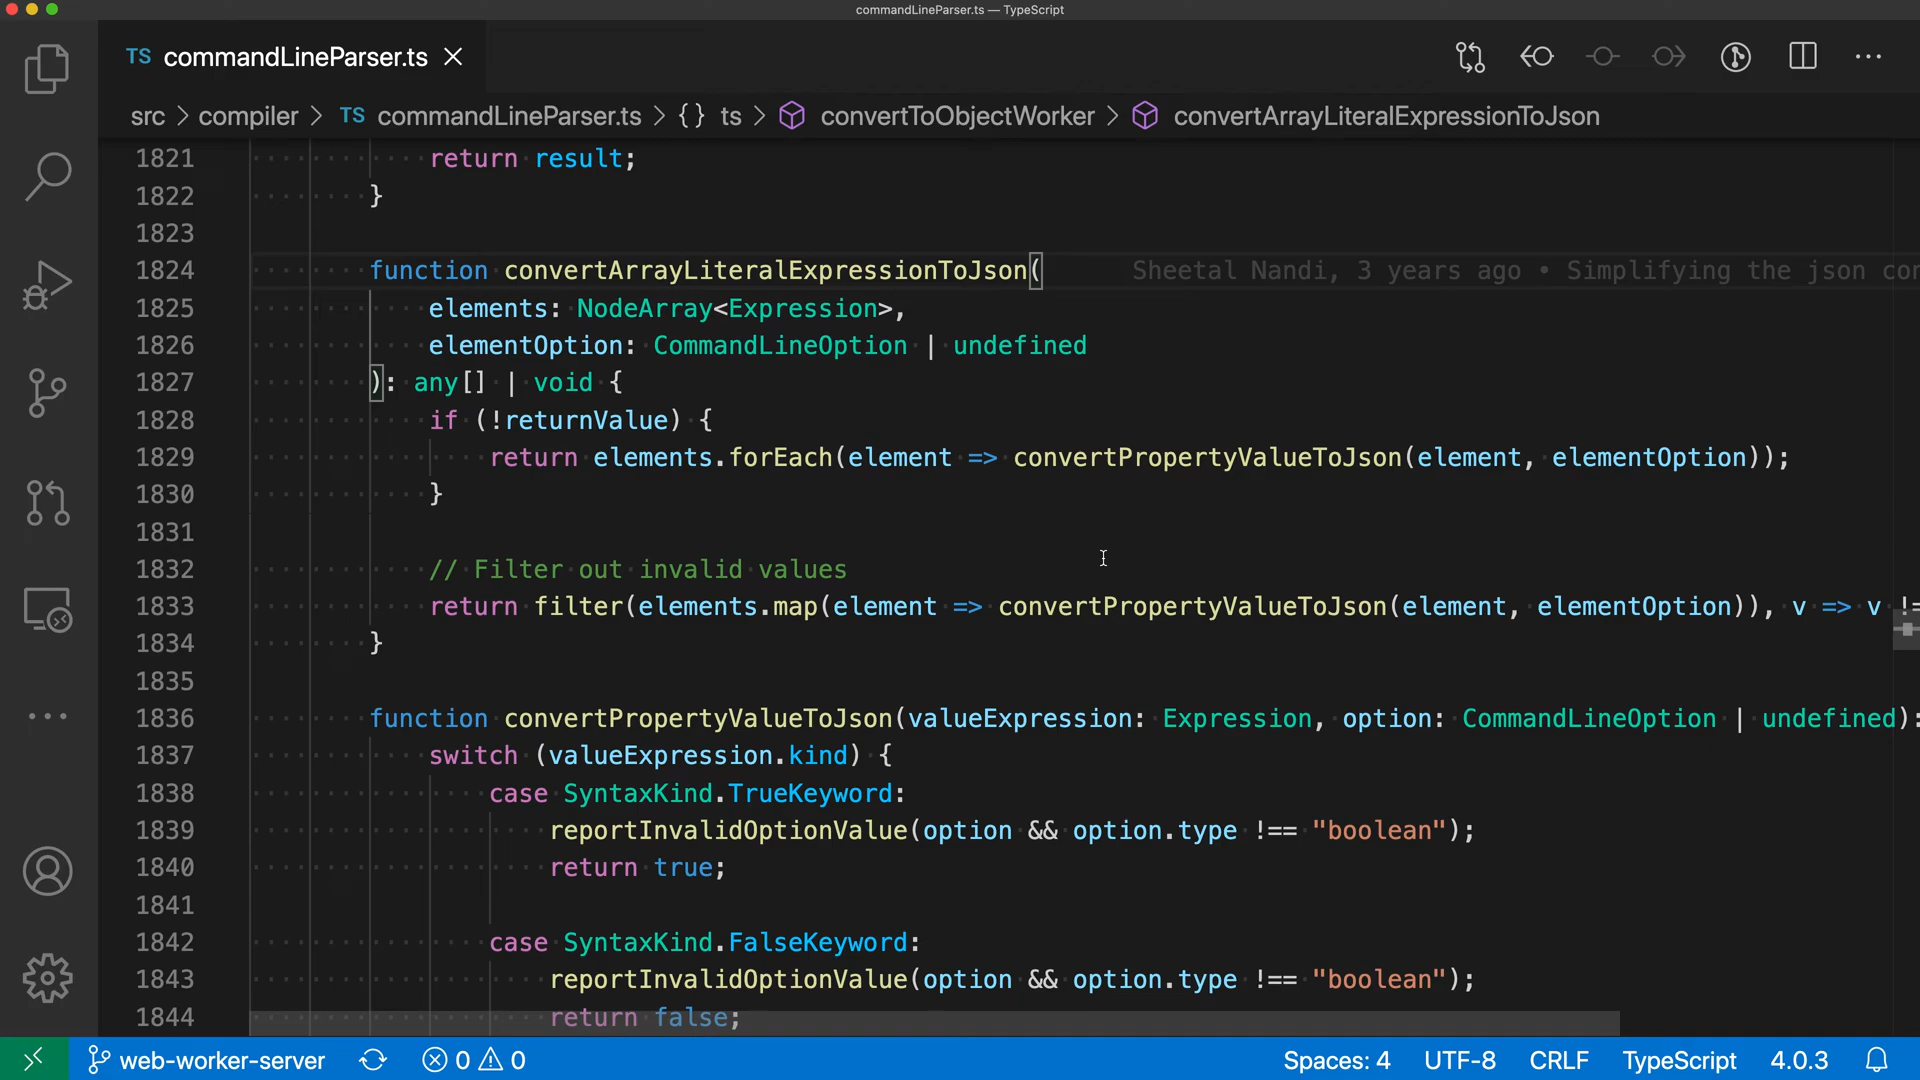 commandLineParser.ts — TypeScript
TS commandLineParser.ts
src > compiler > TS commandLineParser.ts > {} ts > convertToObjectWorker > convertArrayLiteralExpressionToJson
1821 return result;
1822 }
1823
1824 function convertArrayLiteralExpressionToJson( Sheetal Nandi, 3 years ago • Simplifying the json co
1825 elements: NodeArray<Expression>,
1826 elementOption: CommandLineOption | undefined
1827 ): any[] | void {
1828 if (!returnValue) {
1829 return elements.forEach(element => convertPropertyValueToJson(element, elementOption));
1830 }
1831
1832 // Filter out invalid values
1833 return filter(elements.map(element => convertPropertyValueToJson(element, elementOption)), v => v !=
1834 }
1835
1836 function convertPropertyValueToJson(valueExpression: Expression, option: CommandLineOption | undefined):
1837 switch (valueExpression.kind) {
1838 case SyntaxKind.TrueKeyword:
1839 reportInvalidOptionValue(option && option.type !== "boolean");
1840 return true;
1841
1842 case SyntaxKind.FalseKeyword:
1843 reportInvalidOptionValue(option && option.type !== "boolean");
1844 return false;
web-worker-server 0 0 Spaces: 4 UTF-8 CRLF TypeScript 4.0.3